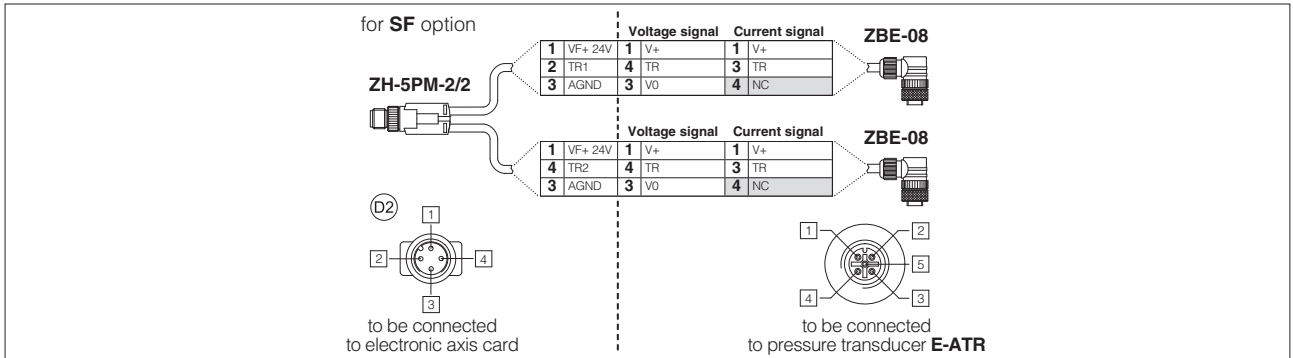 for SF option
Voltage signal Current signal
ZBE-08
1 VF+ 24V 1 V+ 1 V+
2 TR1 4 TR 3 TR
3 AGND 3 V0 4 NC
ZH-5PM-2/2
Voltage signal Current signal
ZBE-08
1 VF+ 24V 1 V+ 1 V+
4 TR2 4 TR 3 TR
3 AGND 3 V0 4 NC
D2
1
2 4
3
to be connected
to electronic axis card
1 2
5
4 3
to be connected
to pressure transducer E-ATR